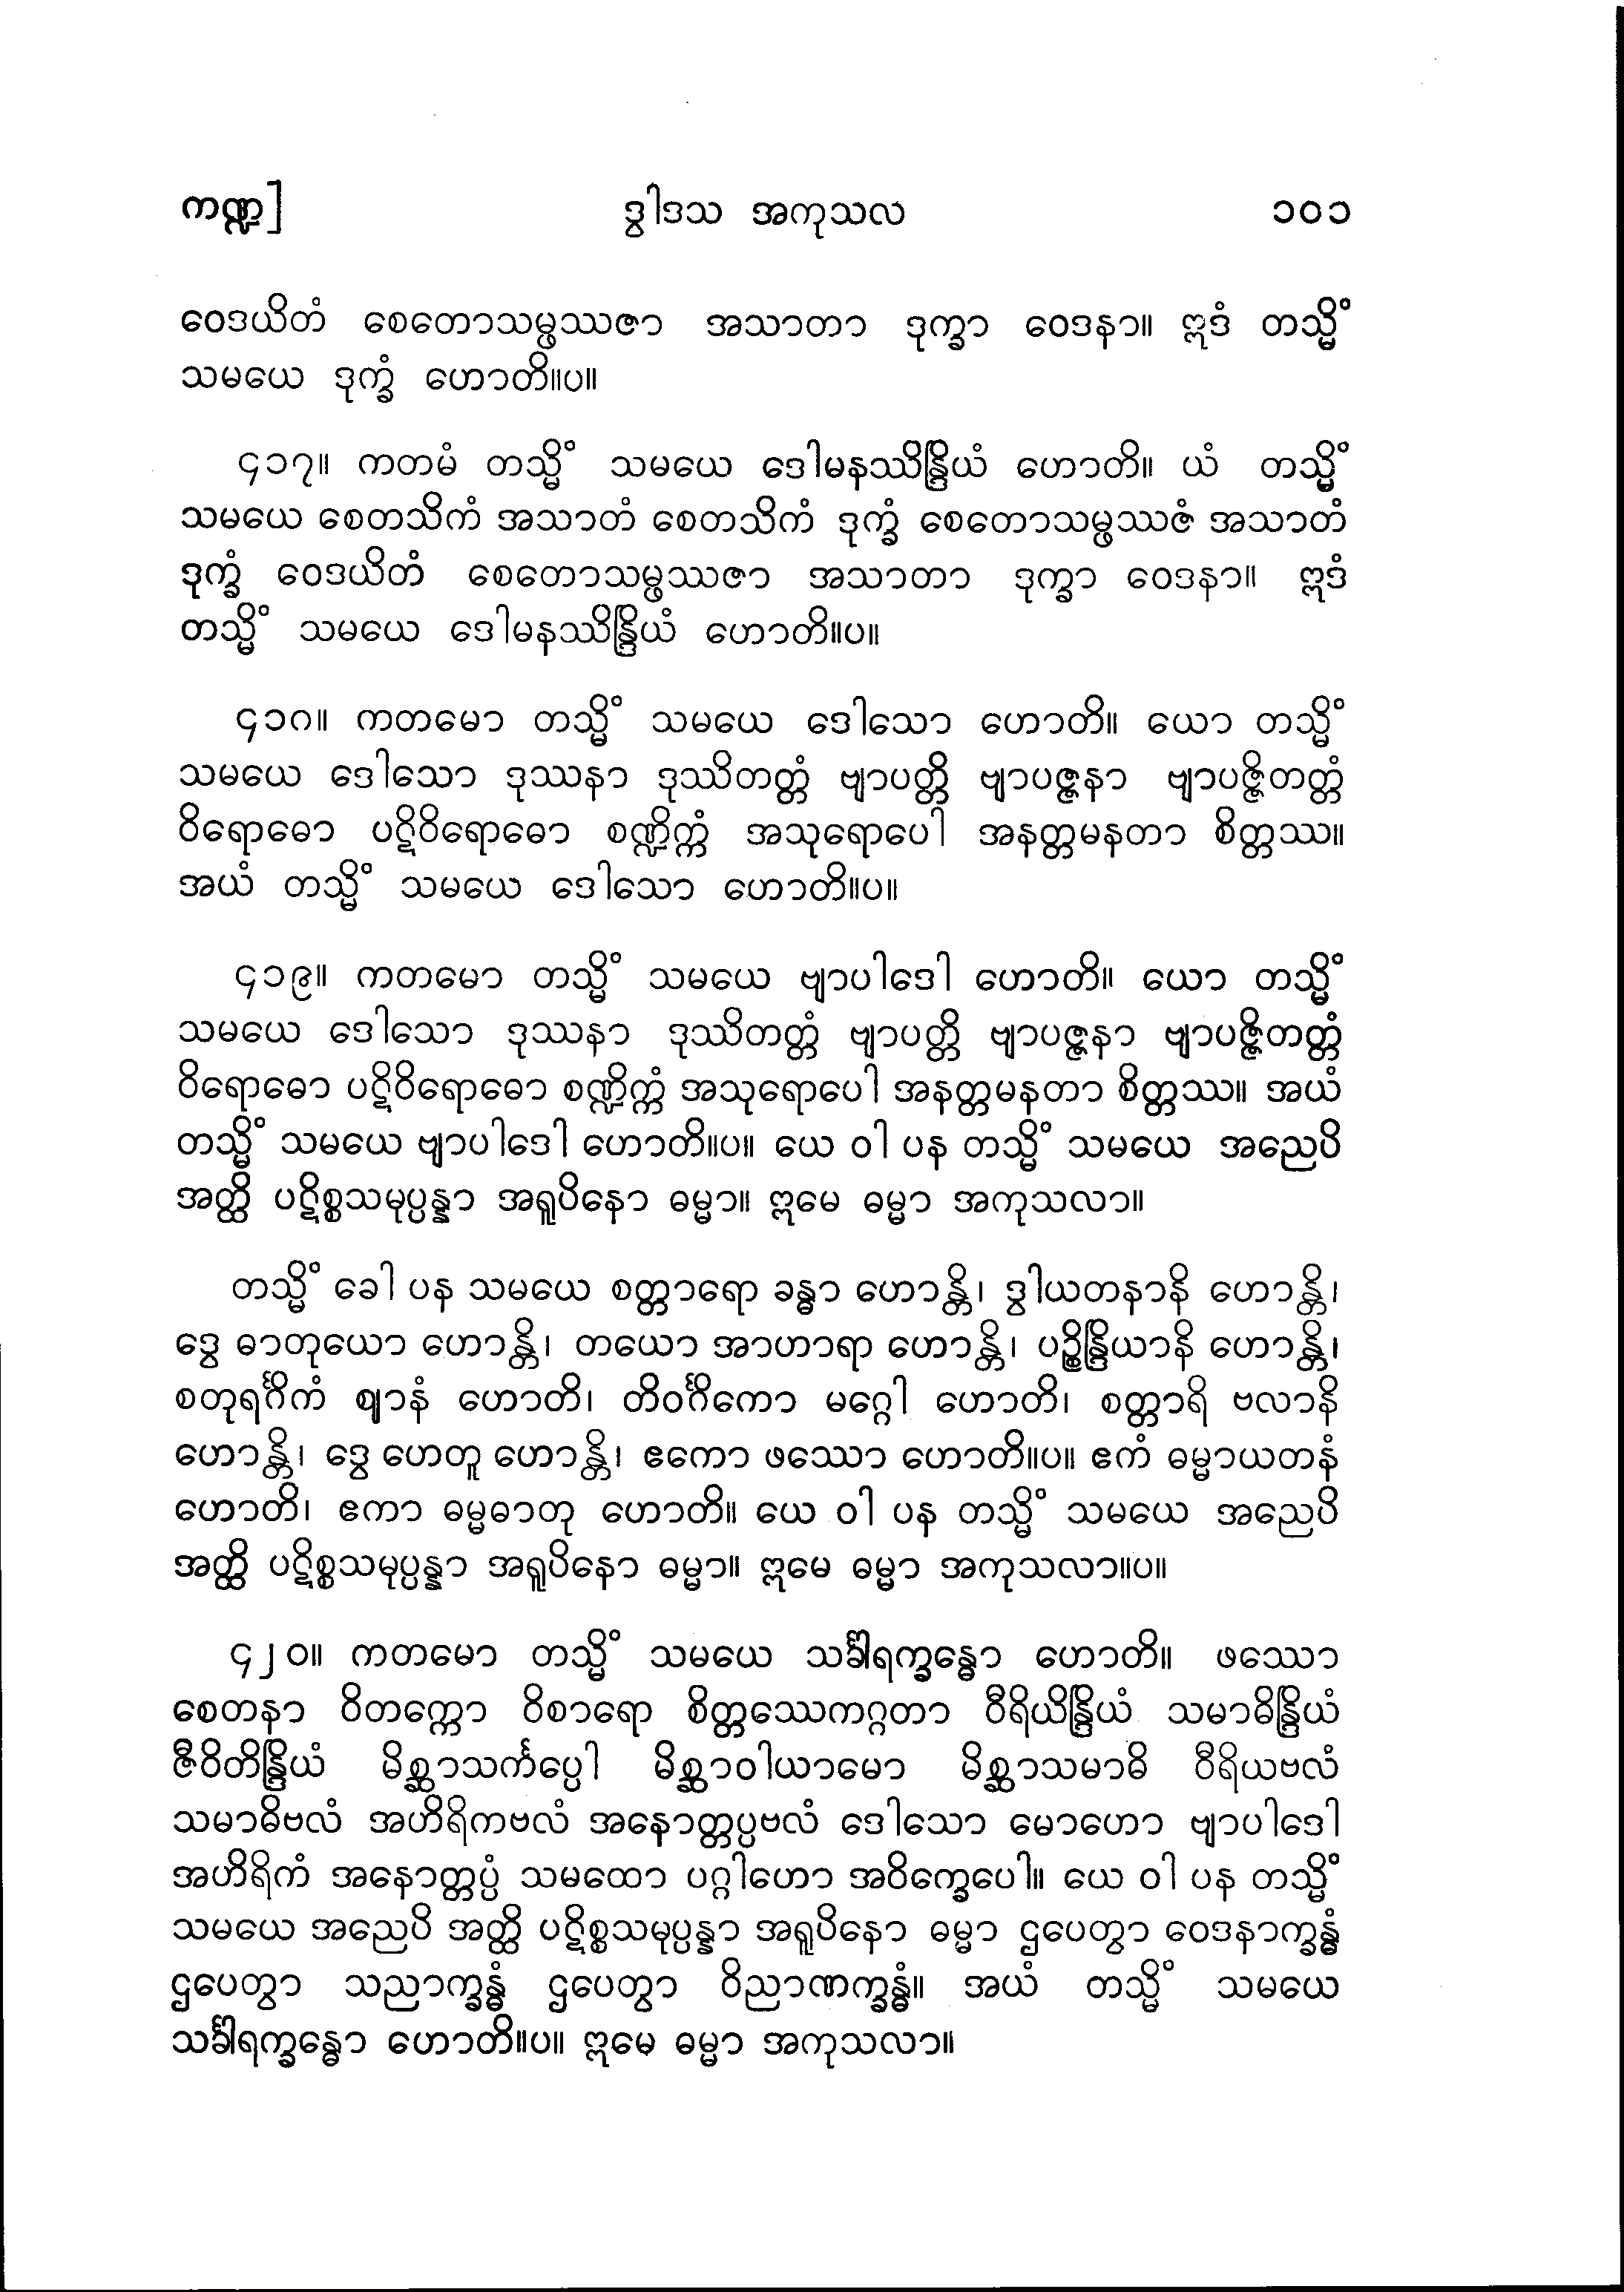 ကဏ္ဍ] ဒွါဒသ အကုသလ ၁၀၁
ဝေဒယိတံ စေတောသမ္ဖဿဇာ အသာတာ ဒုက္ခာ ဝေဒနာ။ ဣဒံ တသ္မိံ
သမယေ ဒုက္ခံ ဟောတိ။ပ။
၄၁၇။ ကတမံ တသ္မိံ သမယေ ဒေါမနဿိန္ဒြိယံ ဟောတိ။ ယံ တသ္မိံ
သမယေ စေတသိကံ အသာတံ စေတသိကံ ဒုက္ခံ စေတောသမ္ဖဿဇံ အသာတံ
ဒုက္ခံ ဝေဒယိတံ စေတောသမ္ဖဿဇာ အသာတာ ဒုက္ခာ ဝေဒနာ။ ဣဒံ
တသ္မိံ သမယေ ဒေါမနဿိန္ဒြိယံ ဟောတိ။ပ။
၄၁၈။ ကတမော တသ္မိံ သမယေ ဒေါသော ဟောတိ။ ယော တသ္မိံ
သမယေ ဒေါသော ဒုဿနာ ဒုဿိတတ္တံ ဗျာပတ္တိ ဗျာပဇ္ဇနာ ဗျာပဇ္ဇိတတ္တံ
ဝိရောဓော ပဋိဝိရောဓော စဏ္ဍိက္ကံ အသုရောပေါ အနတ္တမနတာ စိတ္တဿ။
အယံ တသ္မိံ သမယေ ဒေါသော ဟောတိ။ပ။
၄၁၉။ ကတမော တသ္မိံ သမယေ ဗျာပါဒေါ ဟောတိ။ ယော တသ္မိံ
သမယေ ဒေါသော ဒုဿနာ ဒုဿိတတ္တံ ဗျာပတ္တိ ဗျာပဇ္ဇနာ ဗျာပဇ္ဇိတတ္တံ
ဝိရောဓော ပဋိဝိရောဓော စဏ္ဍိက္ကံ အသုရောပေါ အနတ္တမနတာ စိတ္တဿ။ အယံ
တသ္မိံ သမယေ ဗျာပါဒေါ ဟောတိ။ပ။ ယေ ဝါ ပန တသ္မိံ သမယေ အညေပိ
အတ္ထိ ပဋိစ္စသမုပ္ပန္နာ အရူပိနော ဓမ္မာ။ ဣမေ ဓမ္မာ အကုသလာ။
တသ္မိံ ခေါ ပန သမယေ စတ္တာရော ခန္ဓာ ဟောန္တိ၊ ဒွါယတနာနိ ဟောန္တိ၊
ဒွေ ဓာတုယော ဟောန္တိ၊ တယော အာဟာရာ ဟောန္တိ၊ ပဉ္စိန္ဒြိယာနိ ဟောန္တိ၊
စတုရင်္ဂိကံ ဈာနံ ဟောတိ၊ တိဝင်္ဂိကော မဂ္ဂေါ ဟောတိ၊ စတ္တာရိ ဗလာနိ
ဟောန္တိ၊ ဒွေ ဟေတူ ဟောန္တိ၊ ဧကော ဖဿော ဟောတိ။ပ။ ဧကံ ဓမ္မာယတနံ
ဟောတိ၊ ဧကာ ဓမ္မဓာတု ဟောတိ။ ယေ ဝါ ပန တသ္မိံ သမယေ အညေပိ
အတ္ထိ ပဋိစ္စသမုပ္ပန္နာ အရူပိနော ဓမ္မာ။ ဣမေ ဓမ္မာ အကုသလာ။ပ။
၄၂၀။ ကတမော တသ္မိံ သမယေ သင်္ခါရက္ခန္ဓော ဟောတိ။ ဖဿော
စေတနာ ဝိတက္ကော ဝိစာရော စိတ္တဿေကဂ္ဂတာ ဝီရိယိန္ဒြိယံ သမာဓိန္ဒြိယံ
ဇီဝိတိန္ဒြိယံ မိစ္ဆာသင်္ကပ္ပေါ မိစ္ဆာဝါယာမော မိစ္ဆာသမာဓိ ဝီရိယဗလံ
သမာဓိဗလံ အဟိရိကဗလံ အနောတ္တပ္ပဗလံ ဒေါသော မောဟော ဗျာပါဒေါ
အဟိရိကံ အနောတ္တပ္ပံ သမထော ပဂ္ဂါဟော အဝိက္ခေပေါ။ ယေ ဝါ ပန တသ္မိံ
သမယေ အညေပိ အတ္ထိ ပဋိစ္စသမုပ္ပန္နာ အရူပိနော ဓမ္မာ ဌပေတွာ ဝေဒနာက္ခန္ဓံ
ဌပေတွာ သညာက္ခန္ဓံ ဌပေတွာ ဝိညာဏက္ခန္ဓံ။ အယံ တသ္မိံ သမယေ
သင်္ခါရက္ခန္ဓော ဟောတိ။ပ။ ဣမေ ဓမ္မာ အကုသလာ။